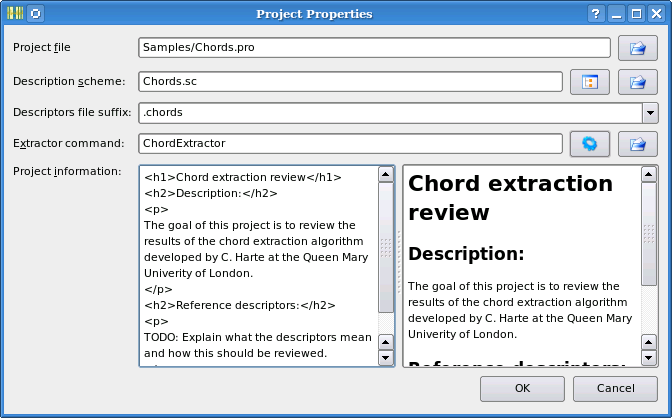 Project Properties
Project file
Samples/Chords.pro
Description scheme:
Chords.sc
Descriptors file suffix:
.chords
Extractor command:
ChordExtractor
Project information:
<h1>Chord extraction review</h1>
<h2>Description:</h2>
<p>
The goal of this project is to review the
results of the chord extraction algorithm
developed by C. Harte at the Queen Mary
Univerity of London.
</p>
<h2>Reference descriptors:</h2>
<p>
TODO: Explain what the descriptors mean
and how this should be reviewed.
Chord extraction
review
Description:
The goal of this project is to review the
results of the chord extraction algorithm
developed by C. Harte at the Queen Mary
Univerity of London.
Reference descriptors:
OK
Cancel